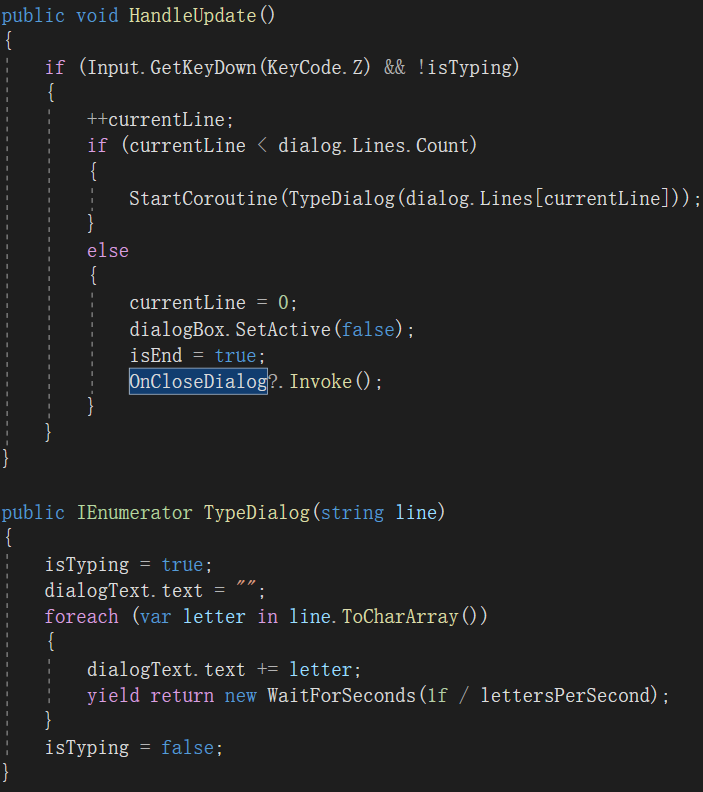 public void HandleUpdate()
{
    if (Input.GetKeyDown(KeyCode.Z) && !isTyping)
    {
        ++currentLine;
        if (currentLine < dialog.Lines.Count)
        {
            StartCoroutine(TypeDialog(dialog.Lines[currentLine]));
        }
        else
        {
            currentLine = 0;
            dialogBox.SetActive(false);
            isEnd = true;
            OnCloseDialog?.Invoke();
        }
    }
}

public IEnumerator TypeDialog(string line)
{
    isTyping = true;
    dialogText.text = "";
    foreach (var letter in line.ToCharArray())
    {
        dialogText.text += letter;
        yield return new WaitForSeconds(1f / lettersPerSecond);
    }
    isTyping = false;
}